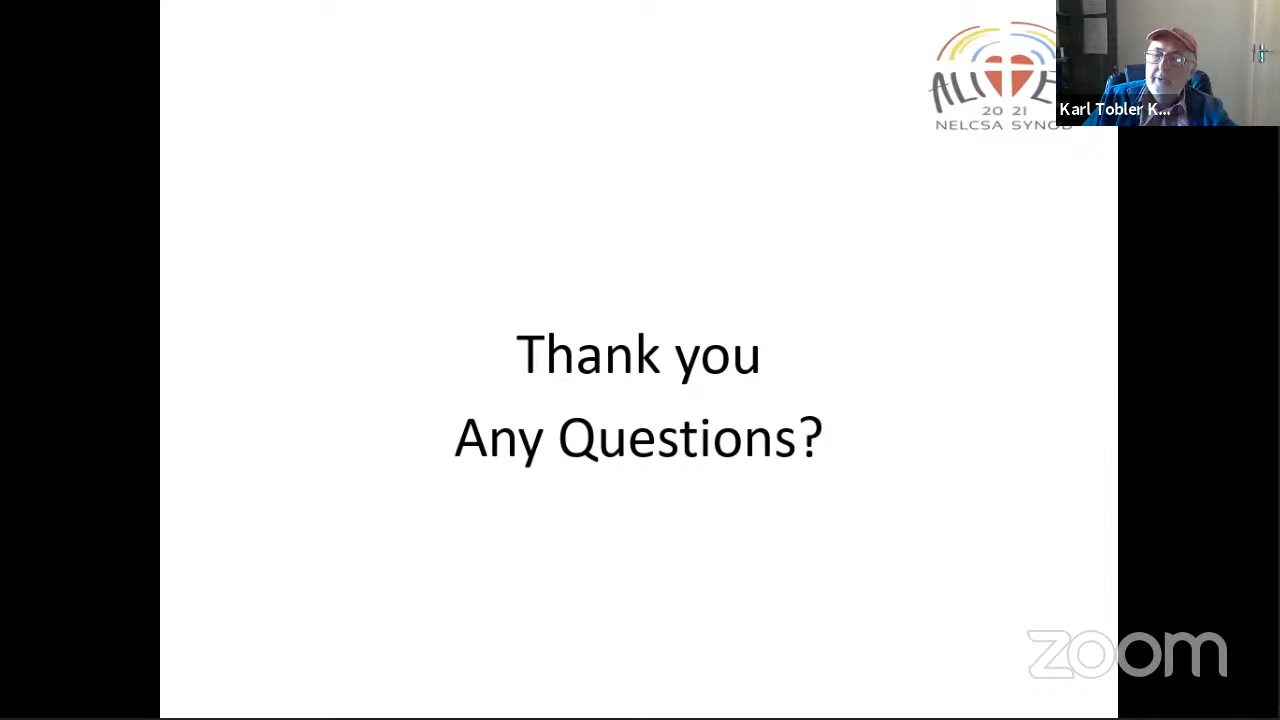 ALIVE
20 21
NELCSA SYNOD
Karl Tobler K...
Thank you
Any Questions?
zoom